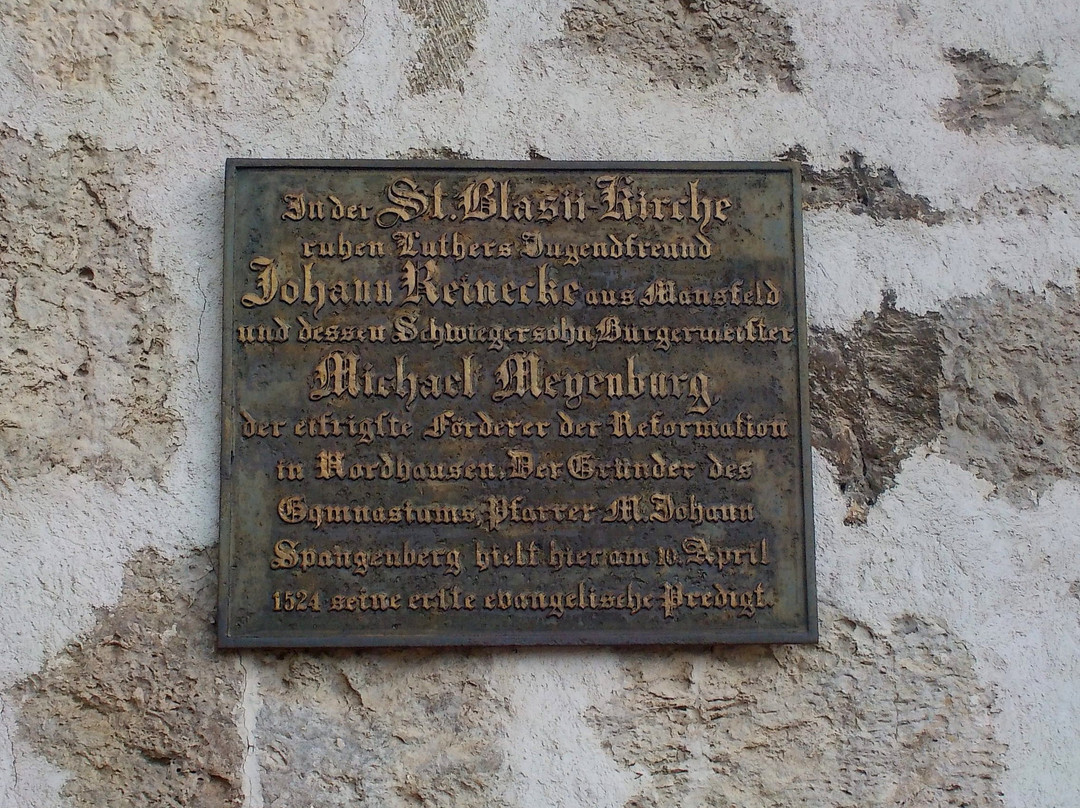 In der St. Blasii-Kirche
ruhen Luthers Jugendfreund
Johann Reinecke aus Mansfeld
und dessen Schwiegersohn, Bürgermeister
Michael Meyenburg,
der eifrigste Förderer der Reformation
in Nordhausen. Der Gründer des
Gymnasiums, Pfarrer M. Johann
Spangenberg hielt hier am April
1524 seine erste evangelische Predigt.